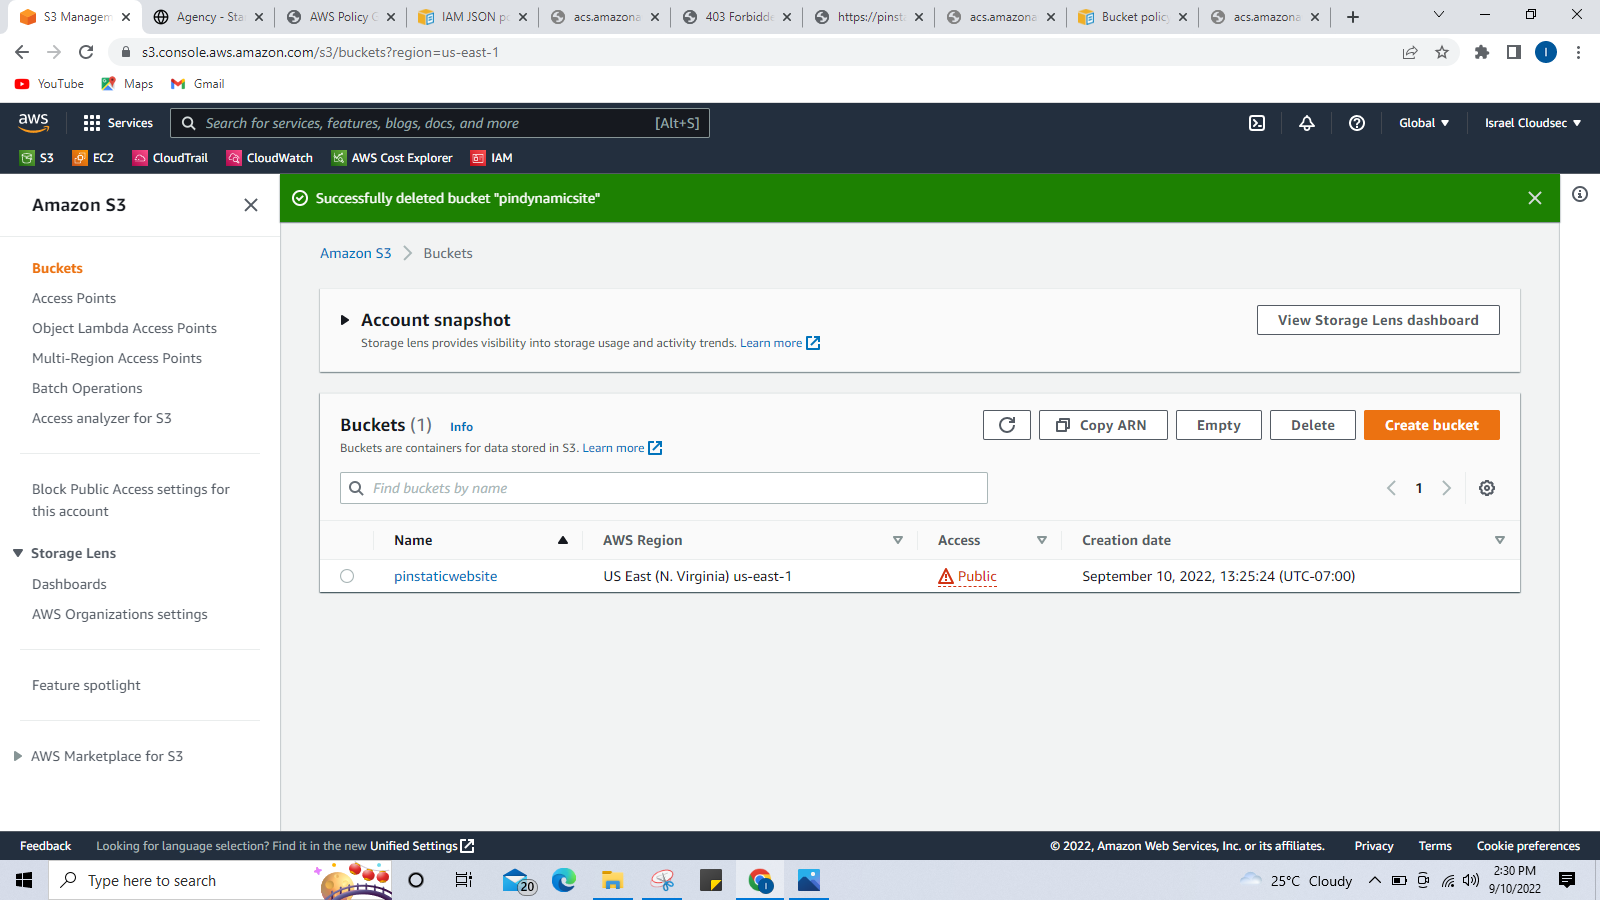 S3 Managem
Agency - Sta
AWS Policy G
IAM JSON po
acs.amazona
403 Forbidde
https://pinsta
acs.amazona
Bucket policy
acs.amazona
s3.console.aws.amazon.com/s3/buckets?region=us-east-1
I
YouTube
Maps
Gmail
aws
Services
Search for services, features, blogs, docs, and more
[Alt+S]
Global
Israel Cloudsec
S3
EC2
CloudTrail
CloudWatch
AWS Cost Explorer
IAM
Amazon S3
Successfully deleted bucket "pindynamicsite"
Buckets
Access Points
Object Lambda Access Points
Multi-Region Access Points
Batch Operations
Access analyzer for S3
Block Public Access settings for
this account
Storage Lens
Dashboards
AWS Organizations settings
Feature spotlight
AWS Marketplace for S3
Amazon S3
Buckets
Account snapshot
Storage lens provides visibility into storage usage and activity trends. Learn more
View Storage Lens dashboard
Buckets (1)
Info
Buckets are containers for data stored in S3. Learn more
Copy ARN
Empty
Delete
Create bucket
Find buckets by name
1
Name
AWS Region
Access
Creation date
pinstaticwebsite
US East (N. Virginia) us-east-1
Public
September 10, 2022, 13:25:24 (UTC-07:00)
Feedback
Looking for language selection? Find it in the new Unified Settings
© 2022, Amazon Web Services, Inc. or its affiliates.
Privacy
Terms
Cookie preferences
Type here to search
20
I
25°C Cloudy
2:30 PM
9/10/2022